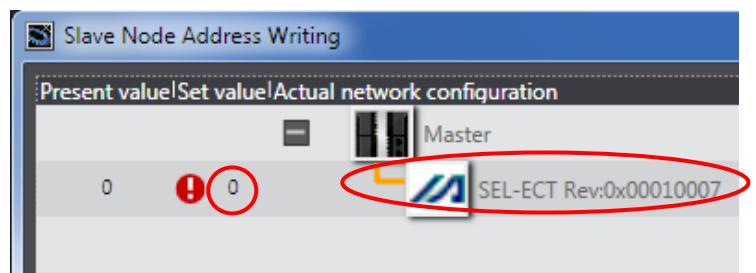 Slave Node Address Writing
Present value|Set value|Actual network configuration
Master
0 0 SEL-ECT Rev:0x00010007